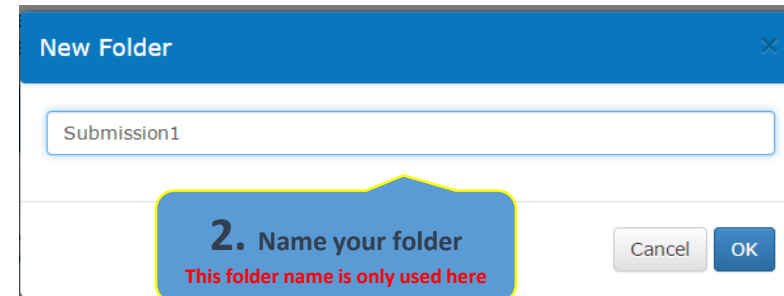 New Folder ×
Submission1
2. Name your folder
This folder name is only used here
Cancel OK